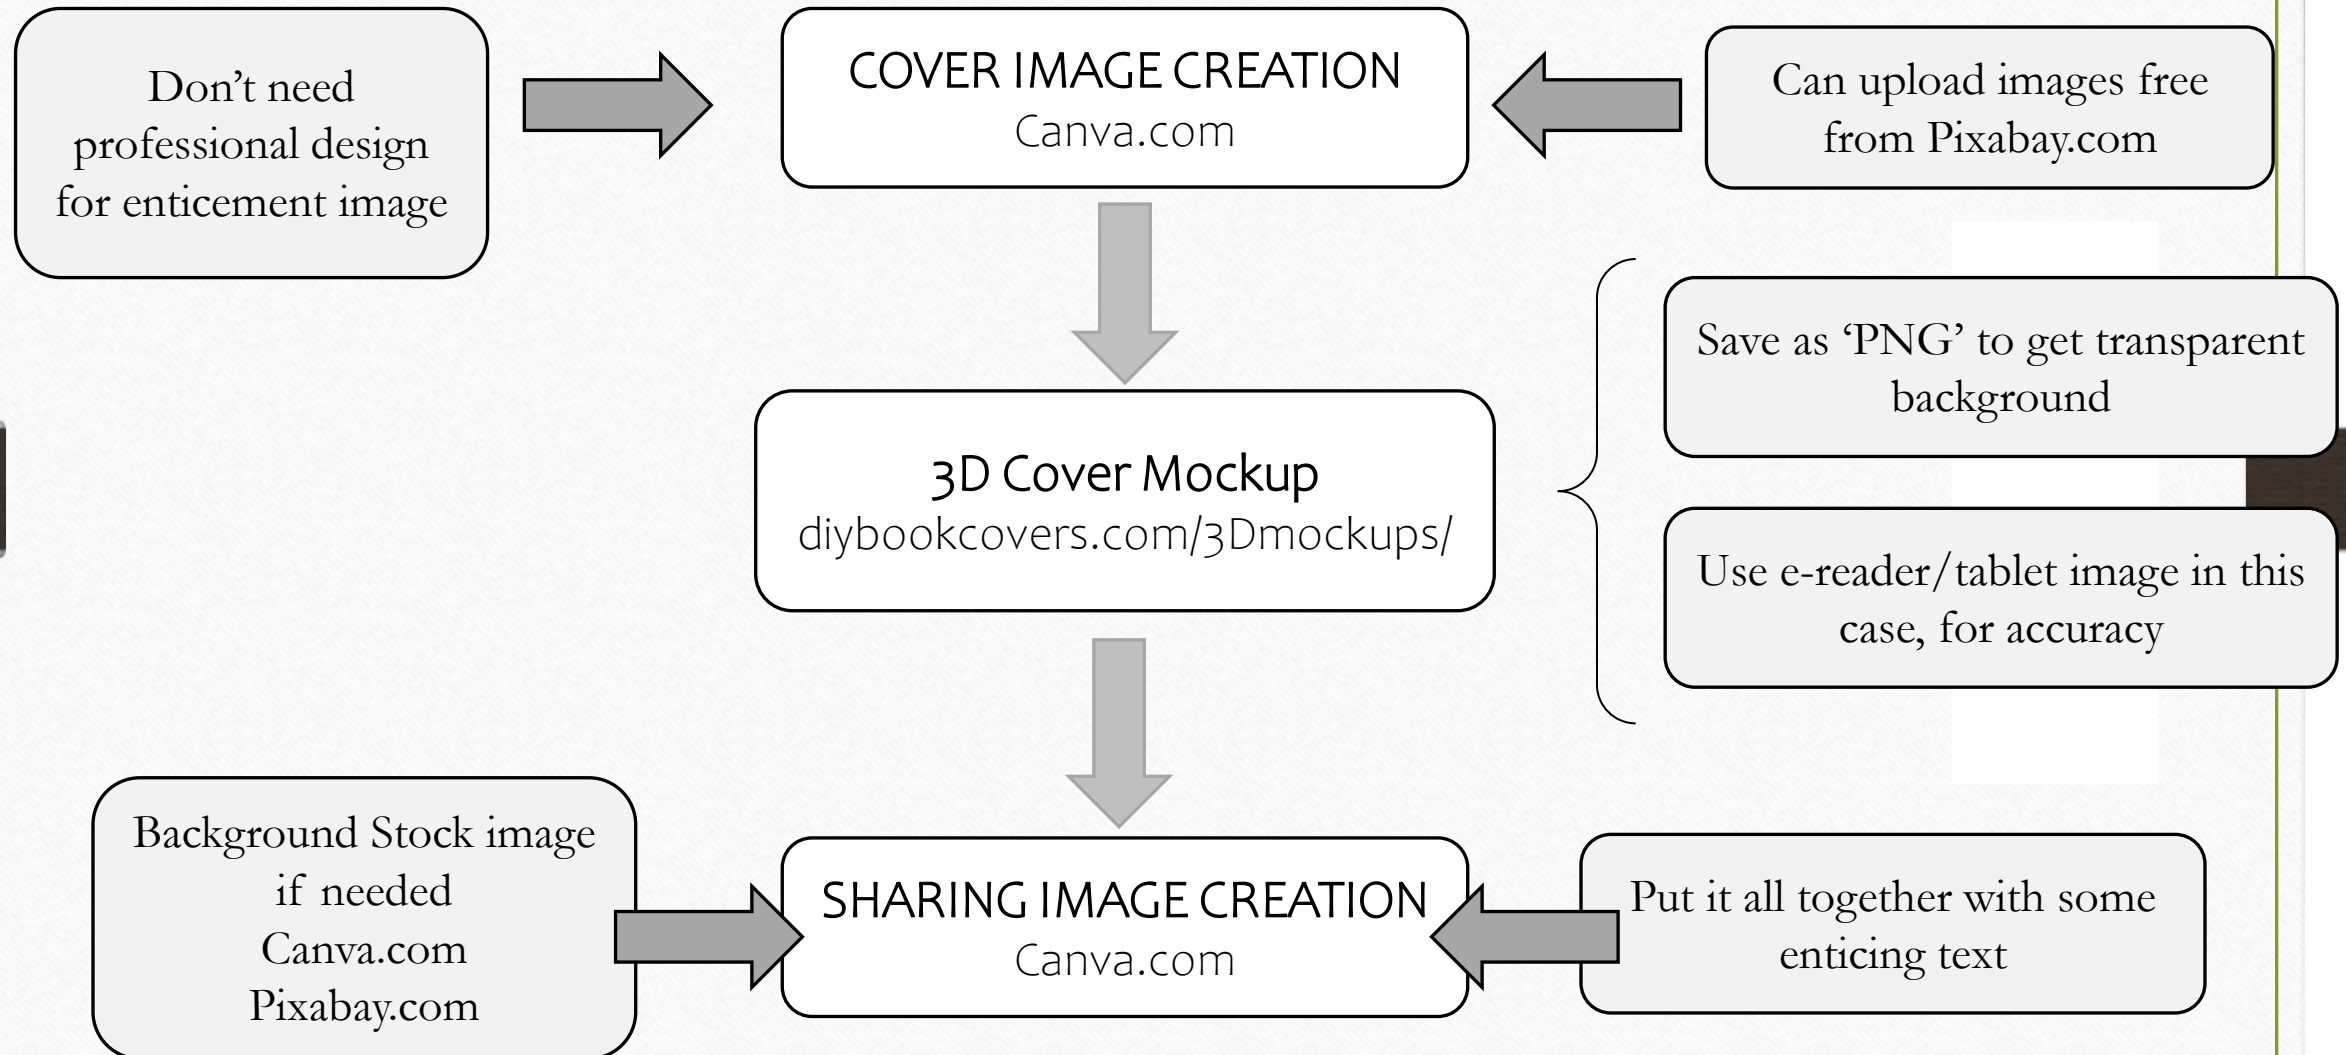 Don’t need
professional design
for enticement image
COVER IMAGE CREATION
Canva.com
Can upload images free
from Pixabay.com
3D Cover Mockup
diybookcovers.com/3Dmockups/
Save as ‘PNG’ to get transparent
background
Use e-reader/tablet image in this
case, for accuracy
Background Stock image
if needed
Canva.com
Pixabay.com
SHARING IMAGE CREATION
Canva.com
Put it all together with some
enticing text